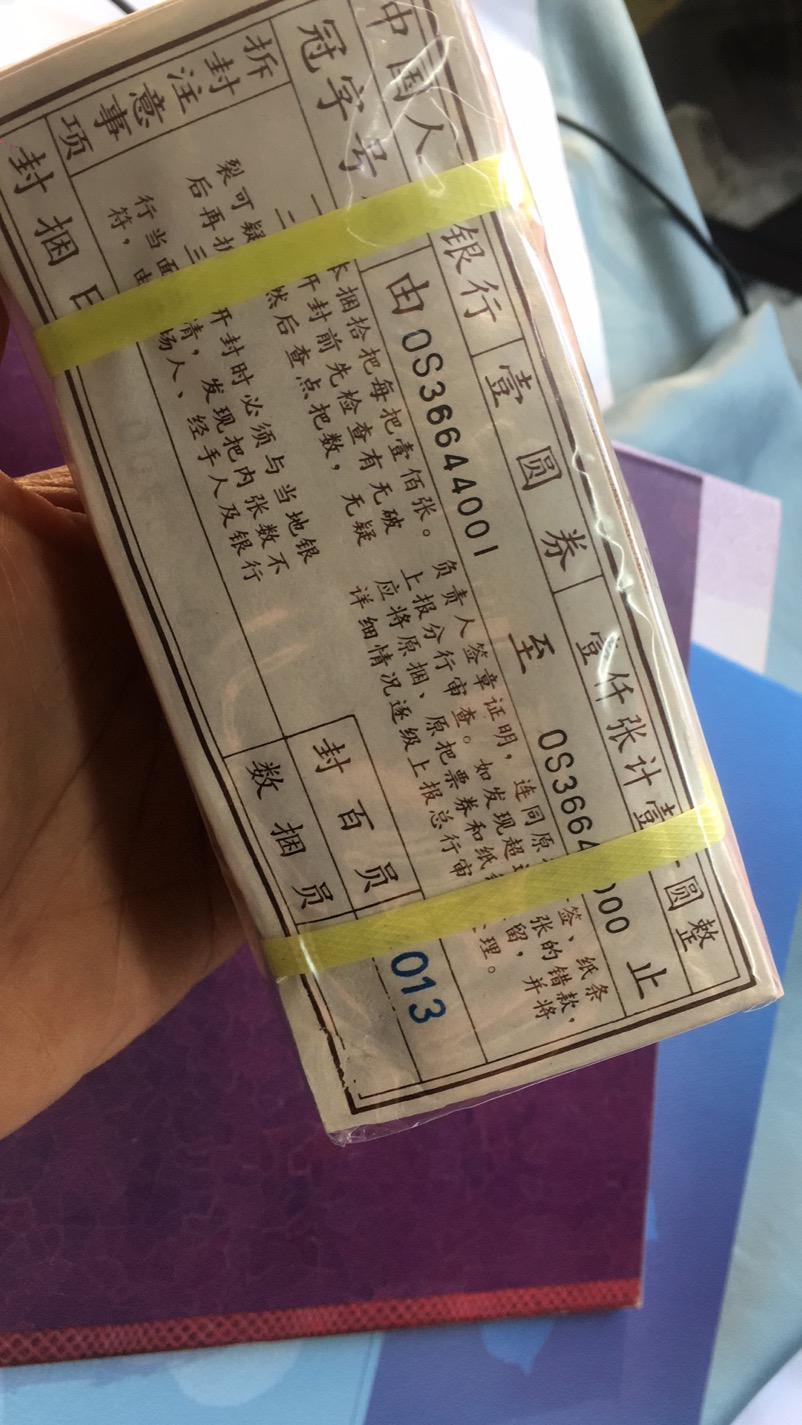 中国人 银行 壹圆券 壹仟张计壹 圆整
冠字号 由 OS36644001 至 OS3664 000 止
拆封注意事项
捆拾把每把壹佰张。
开封前先检查有无破
裂可疑
然后查点把数，无疑
后再拆
开封时必须与当地银
行当面 清，发现把内张数不
符，由 场人、经手人及银行
负责人签章证明，连同原 签、纸条
上报分行审查。如发现超 张的错款，
应将原捆、原把票券和纸 留，并将
详细情况逐级上报总行审 理。
封捆日
封百员
数捆员
013